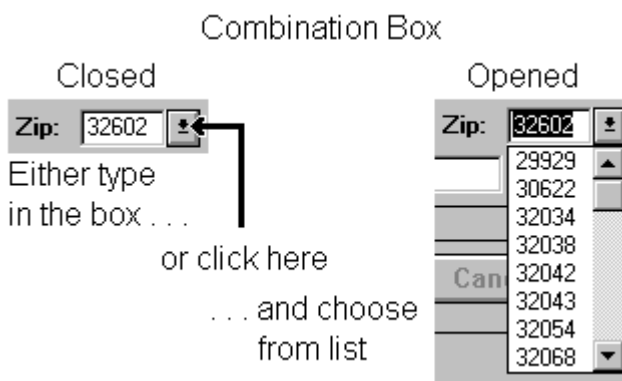 Combination Box
Closed
Zip: 32602
Either type
in the box . . .
or click here
. . . and choose
from list
Opened
Zip: 32602
29929
30622
32034
32038
32042
32043
32054
32068
Can